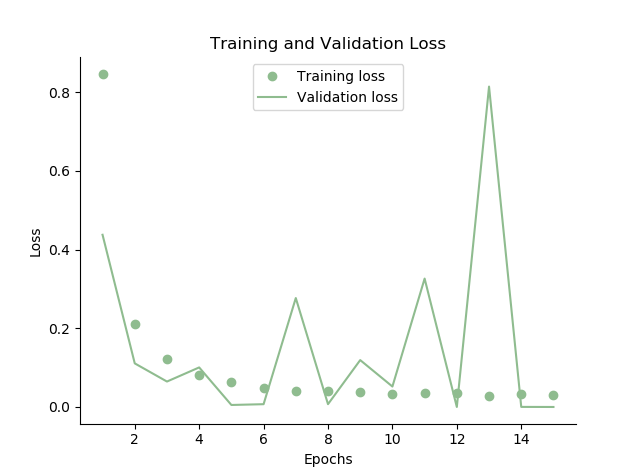 Training and Validation Loss
Training loss
Validation loss
Loss
0.8
0.6
0.4
0.2
0.0
2 4 6 8 10 12 14
Epochs